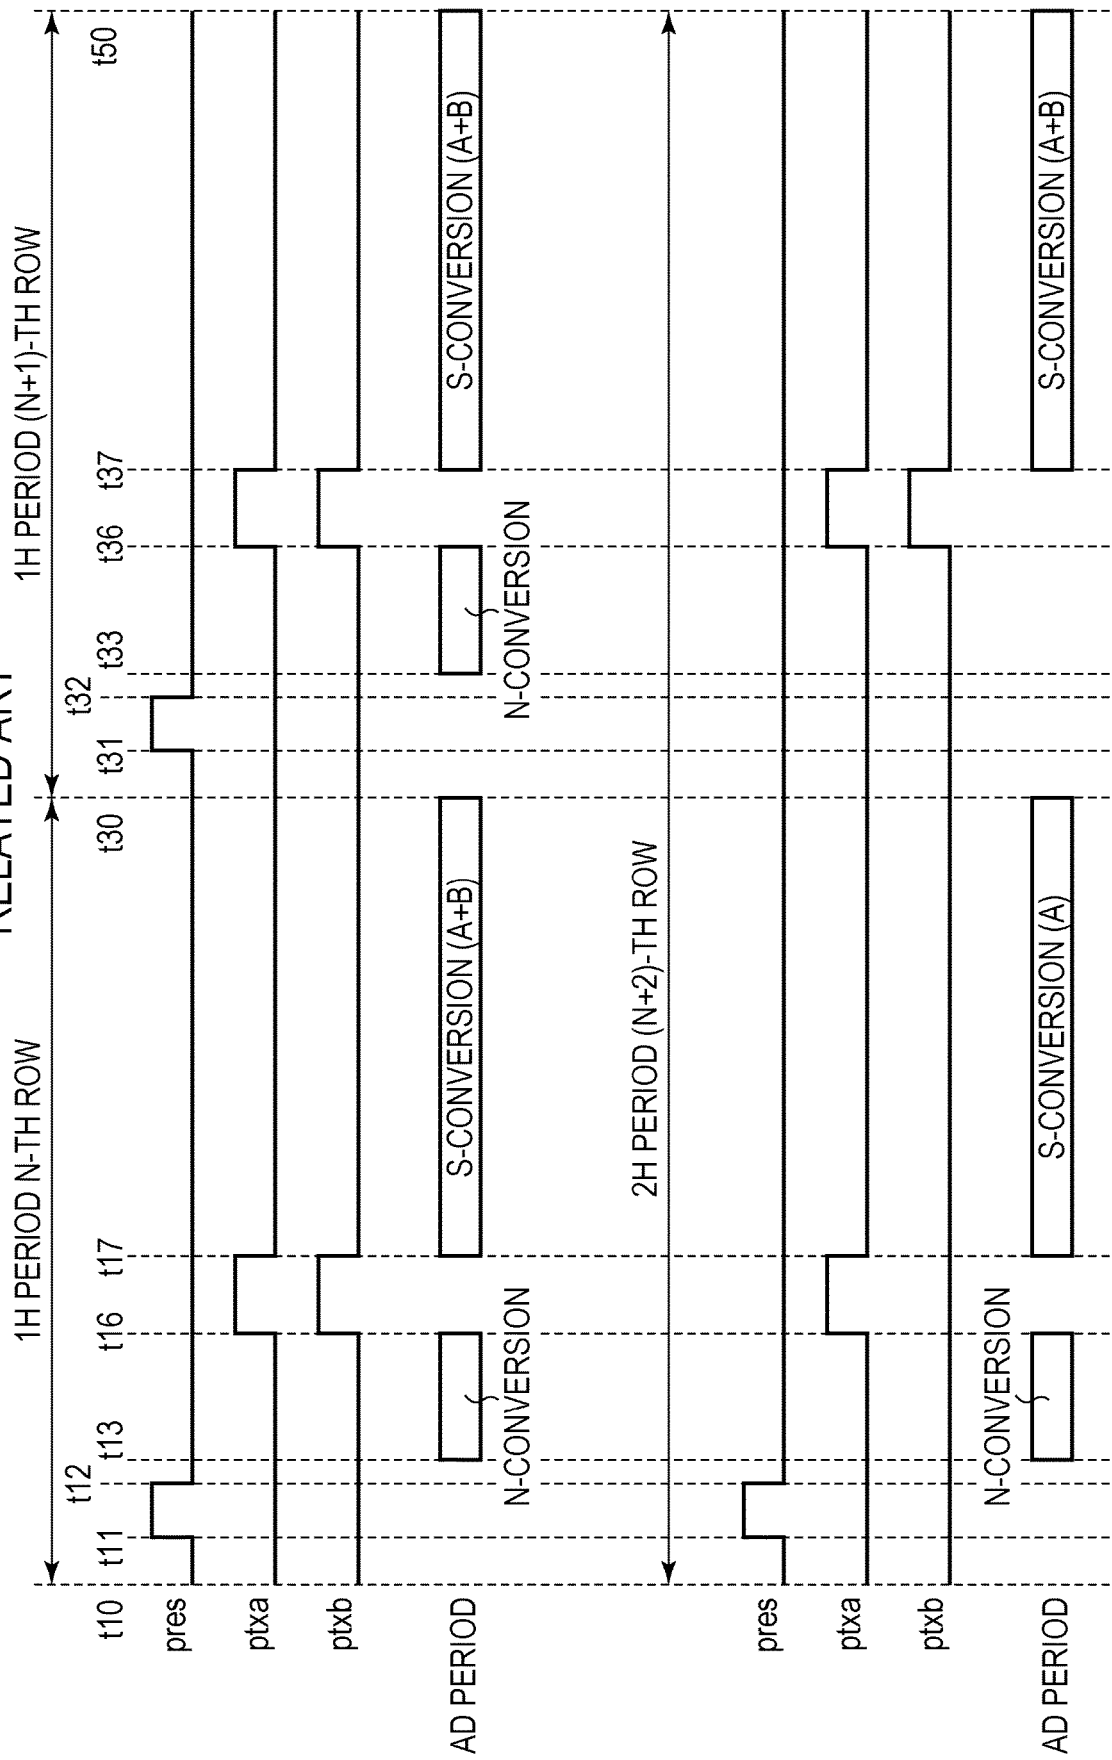 RELATED ART
1H PERIOD N-TH ROW
1H PERIOD (N+1)-TH ROW
t10 t11 t12 t13 t16 t17 t30 t31 t32 t33 t36 t37 t50
pres
ptxa
ptxb
AD PERIOD
S-CONVERSION (A+B)
S-CONVERSION (A+B)
N-CONVERSION
N-CONVERSION
2H PERIOD (N+2)-TH ROW
pres
ptxa
ptxb
N-CONVERSION
AD PERIOD
S-CONVERSION (A)
S-CONVERSION (A+B)